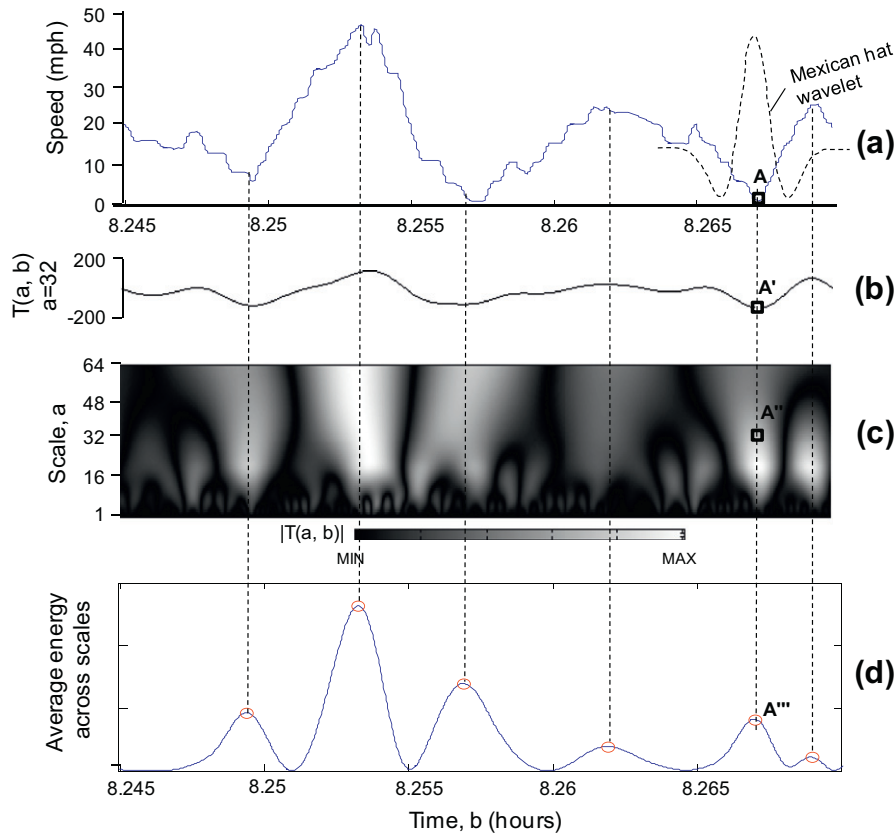 50
40
30
20
10
0
Speed (mph)
Mexican hat
wavelet
A
(a)
8.245
8.25
8.255
8.26
8.265
200
-200
T(a, b)
a=32
A'
(b)
64
48
32
16
1
Scale, a
A''
(c)
|T(a, b)|
MIN
MAX
Average energy
across scales
A'''
(d)
8.245
8.25
8.255
8.26
8.265
Time, b (hours)